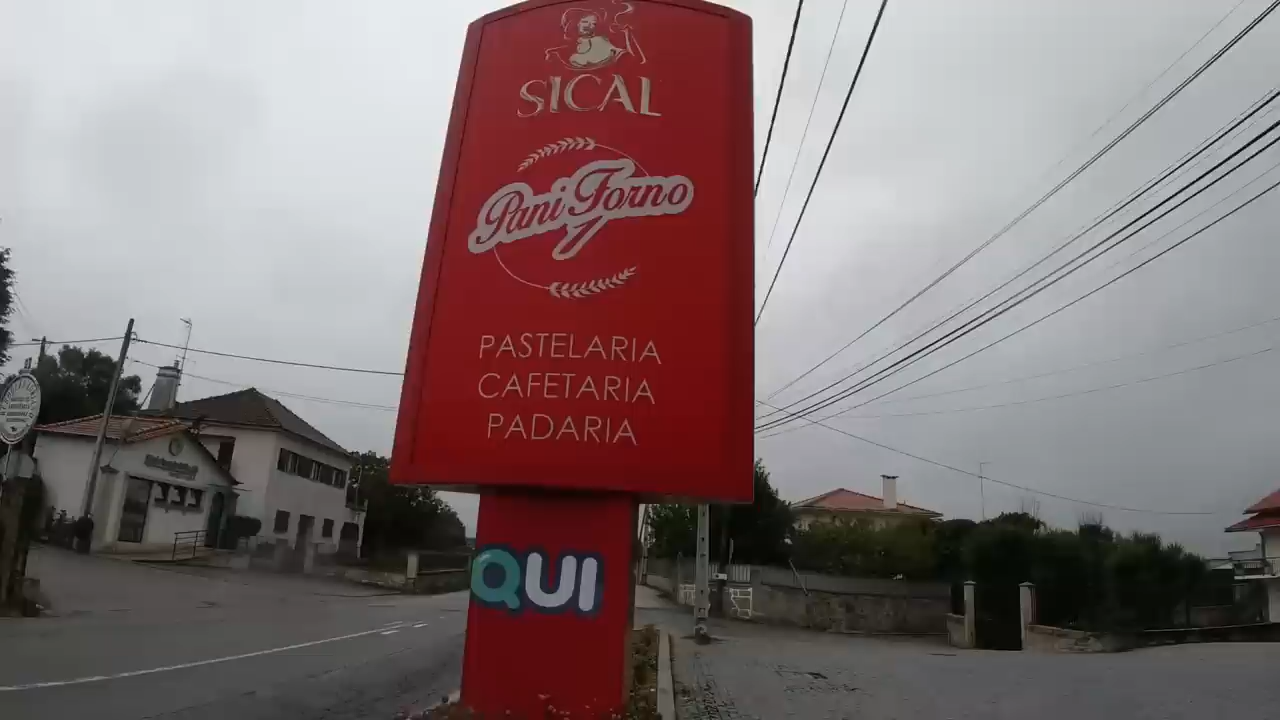 SICAL
Pani Forno
PASTELARIA
CAFETARIA
PADARIA
QUI